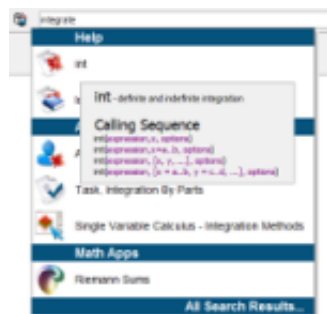 integrate
Help
int
int - definite and indefinite integration
Calling Sequence
int(expression, x, options)
int(expression, x=a..b, options)
int(expression, [x, y, ...], options)
int(expression, [x = a..b, y = c..d, ...], options)
Task, Integration By Parts
Single Variable Calculus - Integration Methods
Math Apps
Riemann Sums
All Search Results...